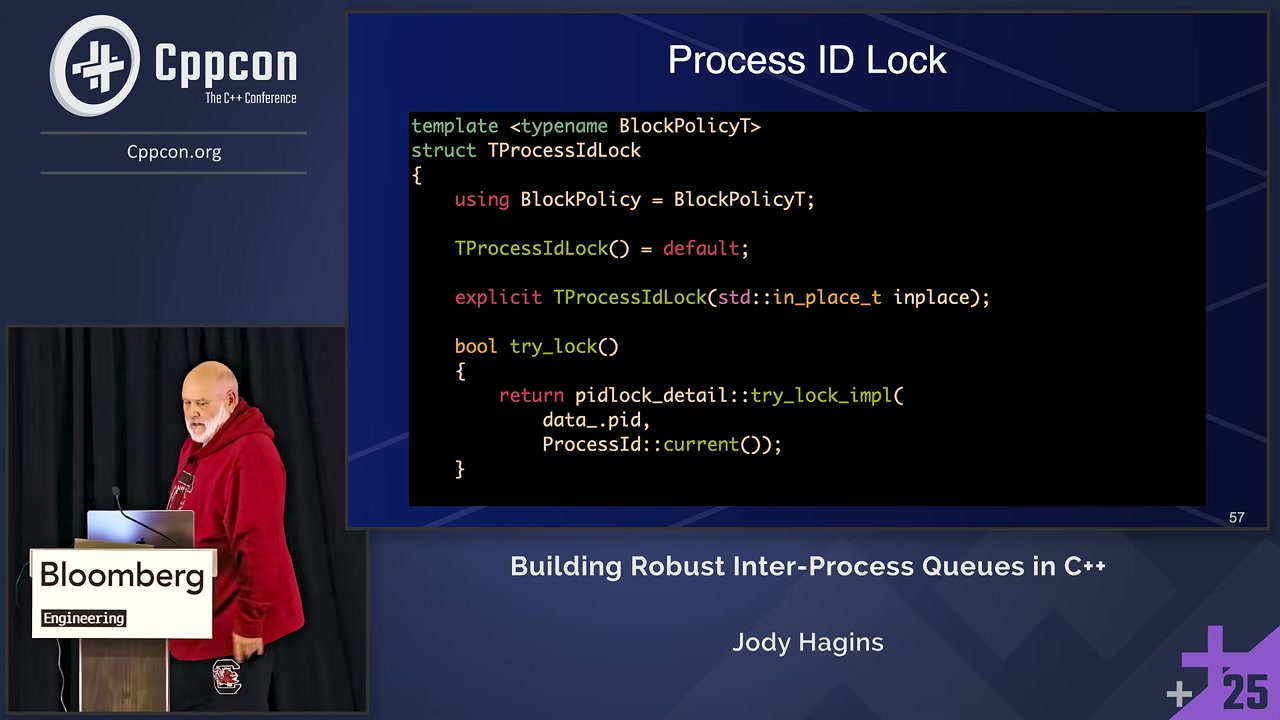 Cppcon
The C++ Conference
Cppcon.org
Process ID Lock
template <typename BlockPolicyT>
struct TProcessIdLock
{
    using BlockPolicy = BlockPolicyT;
    TProcessIdLock() = default;
    explicit TProcessIdLock(std::in_place_t inplace);
    bool try_lock()
    {
        return pidlock_detail::try_lock_impl(
            data_.pid,
            ProcessId::current());
    }
57
Bloomberg
Engineering
Building Robust Inter-Process Queues in C++
Jody Hagins
25